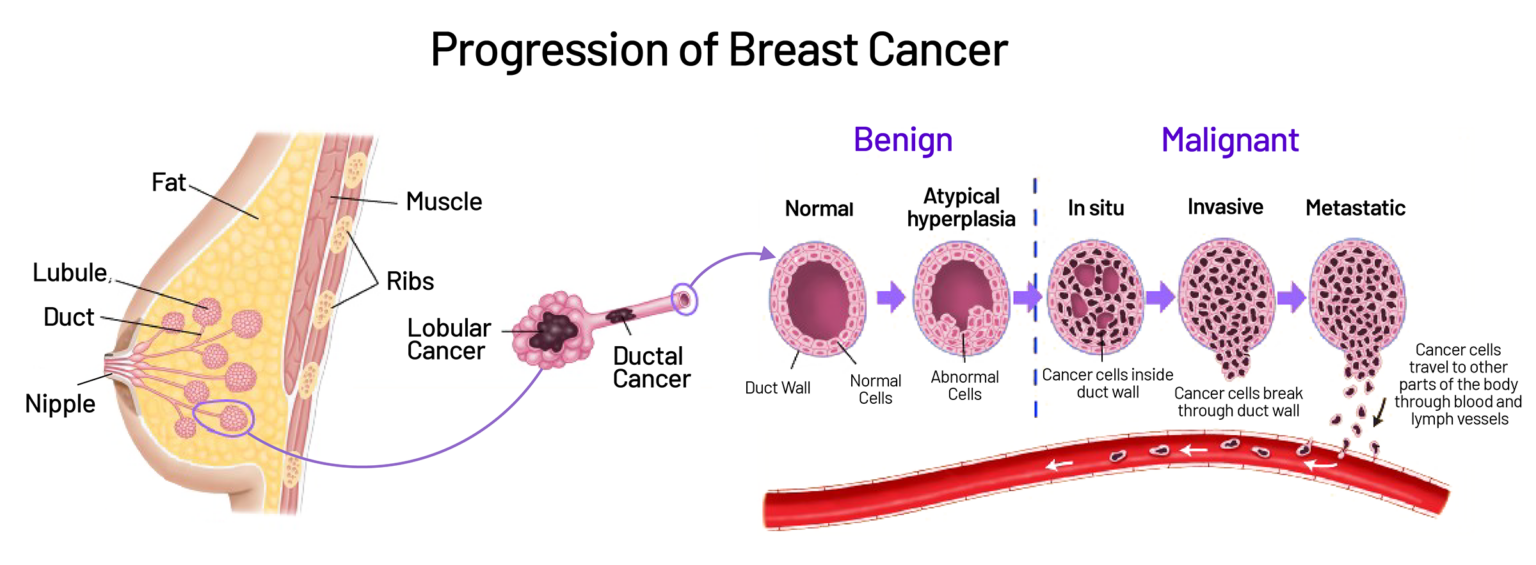 Progression of Breast Cancer
Benign
Malignant
Fat
Muscle
Lubule
Ribs
Duct
Nipple
Lobular
Cancer
Ductal
Cancer
Normal
Atypical
hyperplasia
In situ
Invasive
Metastatic
Duct Wall
Normal
Cells
Abnormal
Cells
Cancer cells inside
duct wall
Cancer cells break
through duct wall
Cancer cells
travel to other
parts of the body
through blood and
lymph vessels